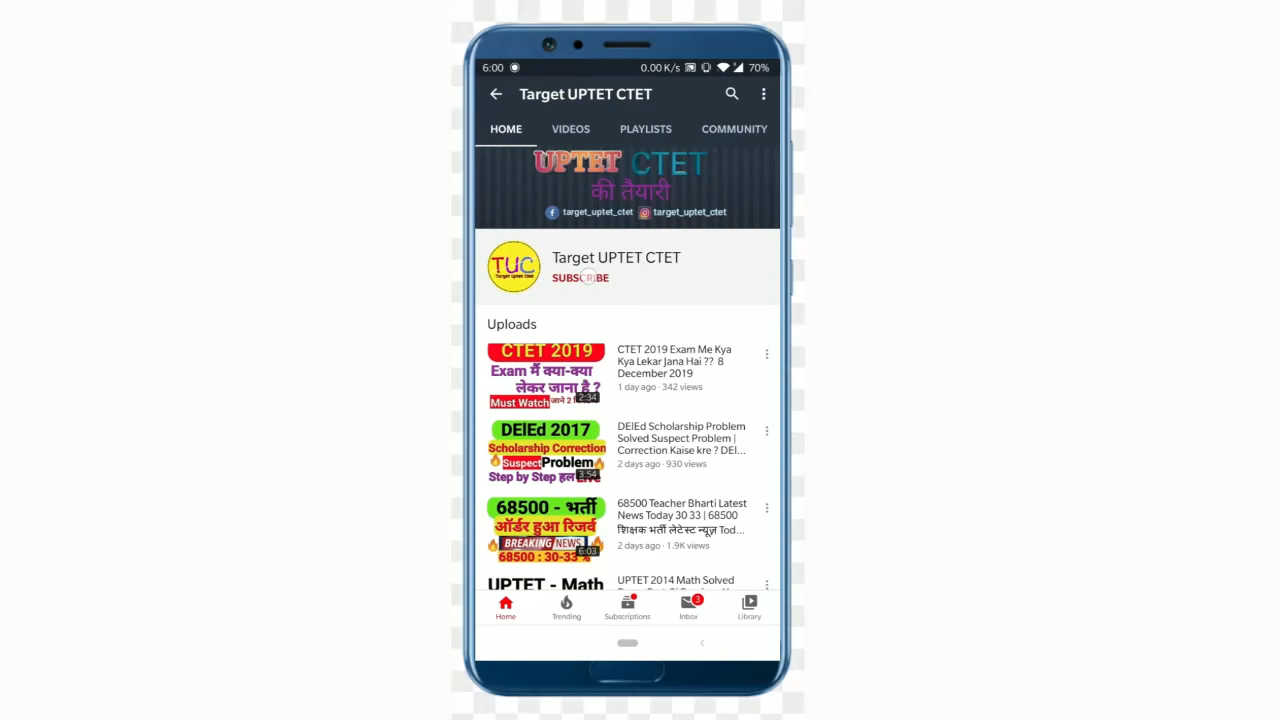 6:00 0.00 K/s 70%
Target UPTET CTET
HOME VIDEOS PLAYLISTS COMMUNITY
UPTET CTET
की तैयारी
target_uptet_ctet target_uptet_ctet
TUC
Target Uptet Ctet
Target UPTET CTET
SUBSCRIBE
Uploads
CTET 2019
Exam मैं क्या-क्या
लेकर जाना है ?
Must Watch जाने 2
2:34
CTET 2019 Exam Me Kya
Kya Lekar Jana Hai ?? 8
December 2019
1 day ago · 342 views
DElEd 2017
Scholarship Correction
Suspect Problem
Step by Step हल
3:54
DElEd Scholarship Problem
Solved Suspect Problem |
Correction Kaise kre ? DEl...
2 days ago · 930 views
68500 - भर्ती
ऑर्डर हुआ रिजर्व
BREAKING NEWS
68500 : 30-33 %
6:03
68500 Teacher Bharti Latest
News Today 30 33 | 68500
शिक्षक भर्ती लेटेस्ट न्यूज़ Tod...
2 days ago · 1.9K views
UPTET - Math
UPTET 2014 Math Solved
3
Home Trending Subscriptions Inbox Library